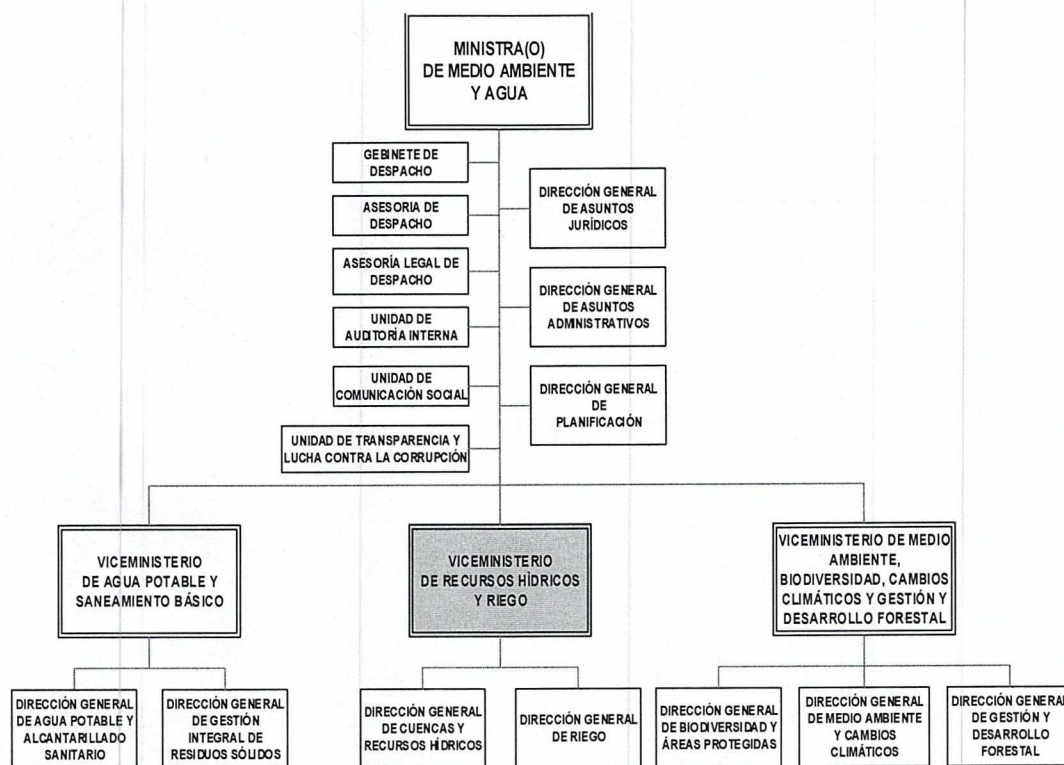 MINISTRA(O)
DE MEDIO AMBIENTE
Y AGUA
GEBINETE DE
DESPACHO
ASESORIA DE
DESPACHO
ASESORÍA LEGAL DE
DESPACHO
UNIDAD DE
AUDITORÍA INTERNA
UNIDAD DE
COMUNICACIÓN SOCIAL
UNIDAD DE TRANSPARENCIA Y
LUCHA CONTRA LA CORRUPCIÓN
DIRECCIÓN GENERAL
DE ASUNTOS
JURÍDICOS
DIRECCIÓN GENERAL
DE ASUNTOS
ADMINISTRATIVOS
DIRECCIÓN GENERAL
DE
PLANIFICACIÓN
VICEMINISTERIO
DE AGUA POTABLE Y
SANEAMIENTO BÁSICO
VICEMINISTERIO
DE RECURSOS HÌDRICOS
Y RIEGO
VICEMINISTERIO DE MEDIO
AMBIENTE,
BIODIVERSIDAD, CAMBIOS
CLIMÁTICOS Y GESTIÓN Y
DESARROLLO FORESTAL
DIRECCIÓN GENERAL
DE AGUA POTABLE Y
ALCANTARILLADO
SANITARIO
DIRECCIÓN GENERAL
DE GESTIÓN
INTEGRAL DE
RESIDUOS SÓLIDOS
DIRECCIÓN GENERAL
DE CUENCAS Y
RECURSOS HÍDRICOS
DIRECCIÓN GENERAL
DE RIEGO
DIRECCIÓN GENERAL
DE BIODIVERSIDAD Y
ÁREAS PROTEGIDAS
DIRECCIÓN GENERAL
DE MEDIO AMBIENTE
Y CAMBIOS
CLIMÁTICOS
DIRECCIÓN GENERAL
DE GESTIÓN Y
DESARROLLO
FORESTAL